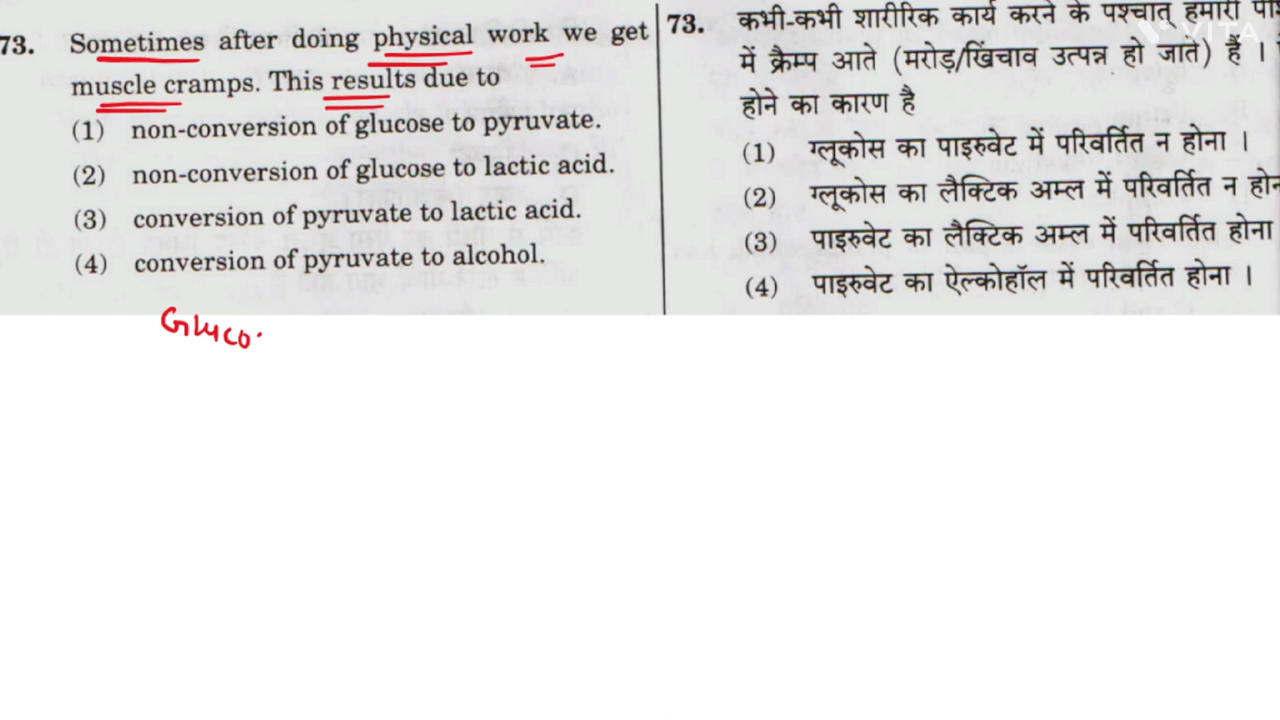 73. Sometimes after doing physical work we get
muscle cramps. This results due to
(1) non-conversion of glucose to pyruvate.
(2) non-conversion of glucose to lactic acid.
(3) conversion of pyruvate to lactic acid.
(4) conversion of pyruvate to alcohol.
73. कभी-कभी शारीरिक कार्य करने के पश्चात् हमारी
में क्रैम्प आते (मरोड़/खिंचाव उत्पन्न हो जाते) हैं ।
होने का कारण है
(1) ग्लूकोस का पाइरुवेट में परिवर्तित न होना ।
(2) ग्लूकोस का लैक्टिक अम्ल में परिवर्तित न
(3) पाइरुवेट का लैक्टिक अम्ल में परिवर्तित होना
(4) पाइरुवेट का ऐल्कोहॉल में परिवर्तित होना ।
VITA
Gluco